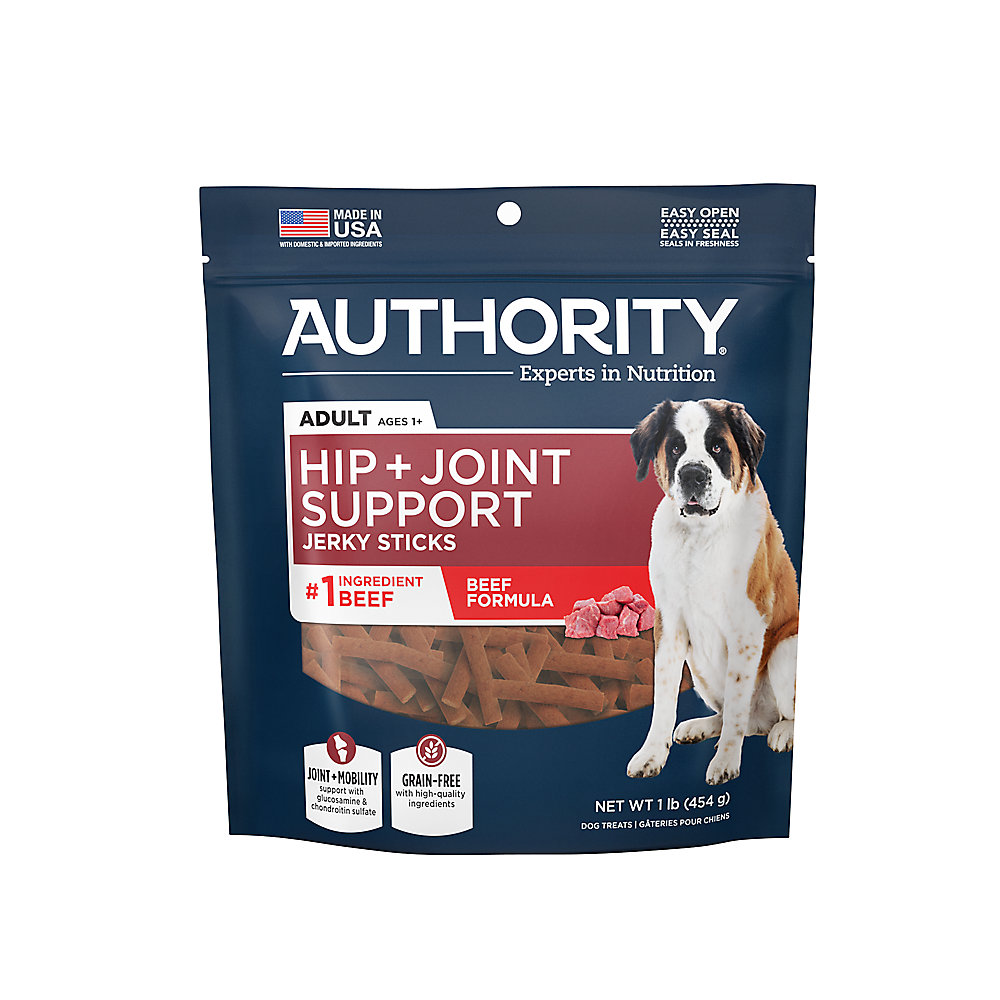 MADE IN
USA
WITH DOMESTIC & IMPORTED INGREDIENTS
EASY OPEN
EASY SEAL
SEALS IN FRESHNESS
AUTHORITY®
Experts in Nutrition
ADULT AGES 1+
HIP + JOINT
SUPPORT
JERKY STICKS
#1 INGREDIENT
BEEF
BEEF
FORMULA
JOINT+MOBILITY
support with
glucosamine &
chondroitin sulfate
GRAIN-FREE
with high-quality
ingredients
NET WT 1 lb (454 g)
DOG TREATS | GÂTERIES POUR CHIENS